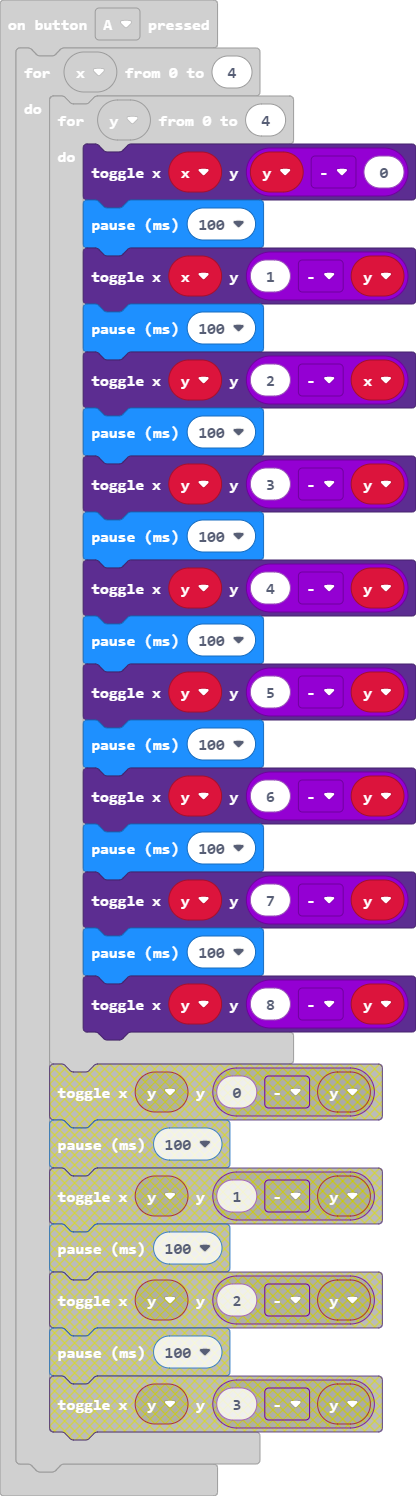 on button A pressed
for x from 0 to 4
do
for y from 0 to 4
do
toggle x x y y - 0
pause (ms) 100
toggle x x y 1 - y
pause (ms) 100
toggle x y y 2 - x
pause (ms) 100
toggle x y y 3 - y
pause (ms) 100
toggle x y y 4 - y
pause (ms) 100
toggle x y y 5 - y
pause (ms) 100
toggle x y y 6 - y
pause (ms) 100
toggle x y y 7 - y
pause (ms) 100
toggle x y y 8 - y
toggle x y y 0 - y
pause (ms) 100
toggle x y y 1 - y
pause (ms) 100
toggle x y y 2 - y
pause (ms) 100
toggle x y y 3 - y